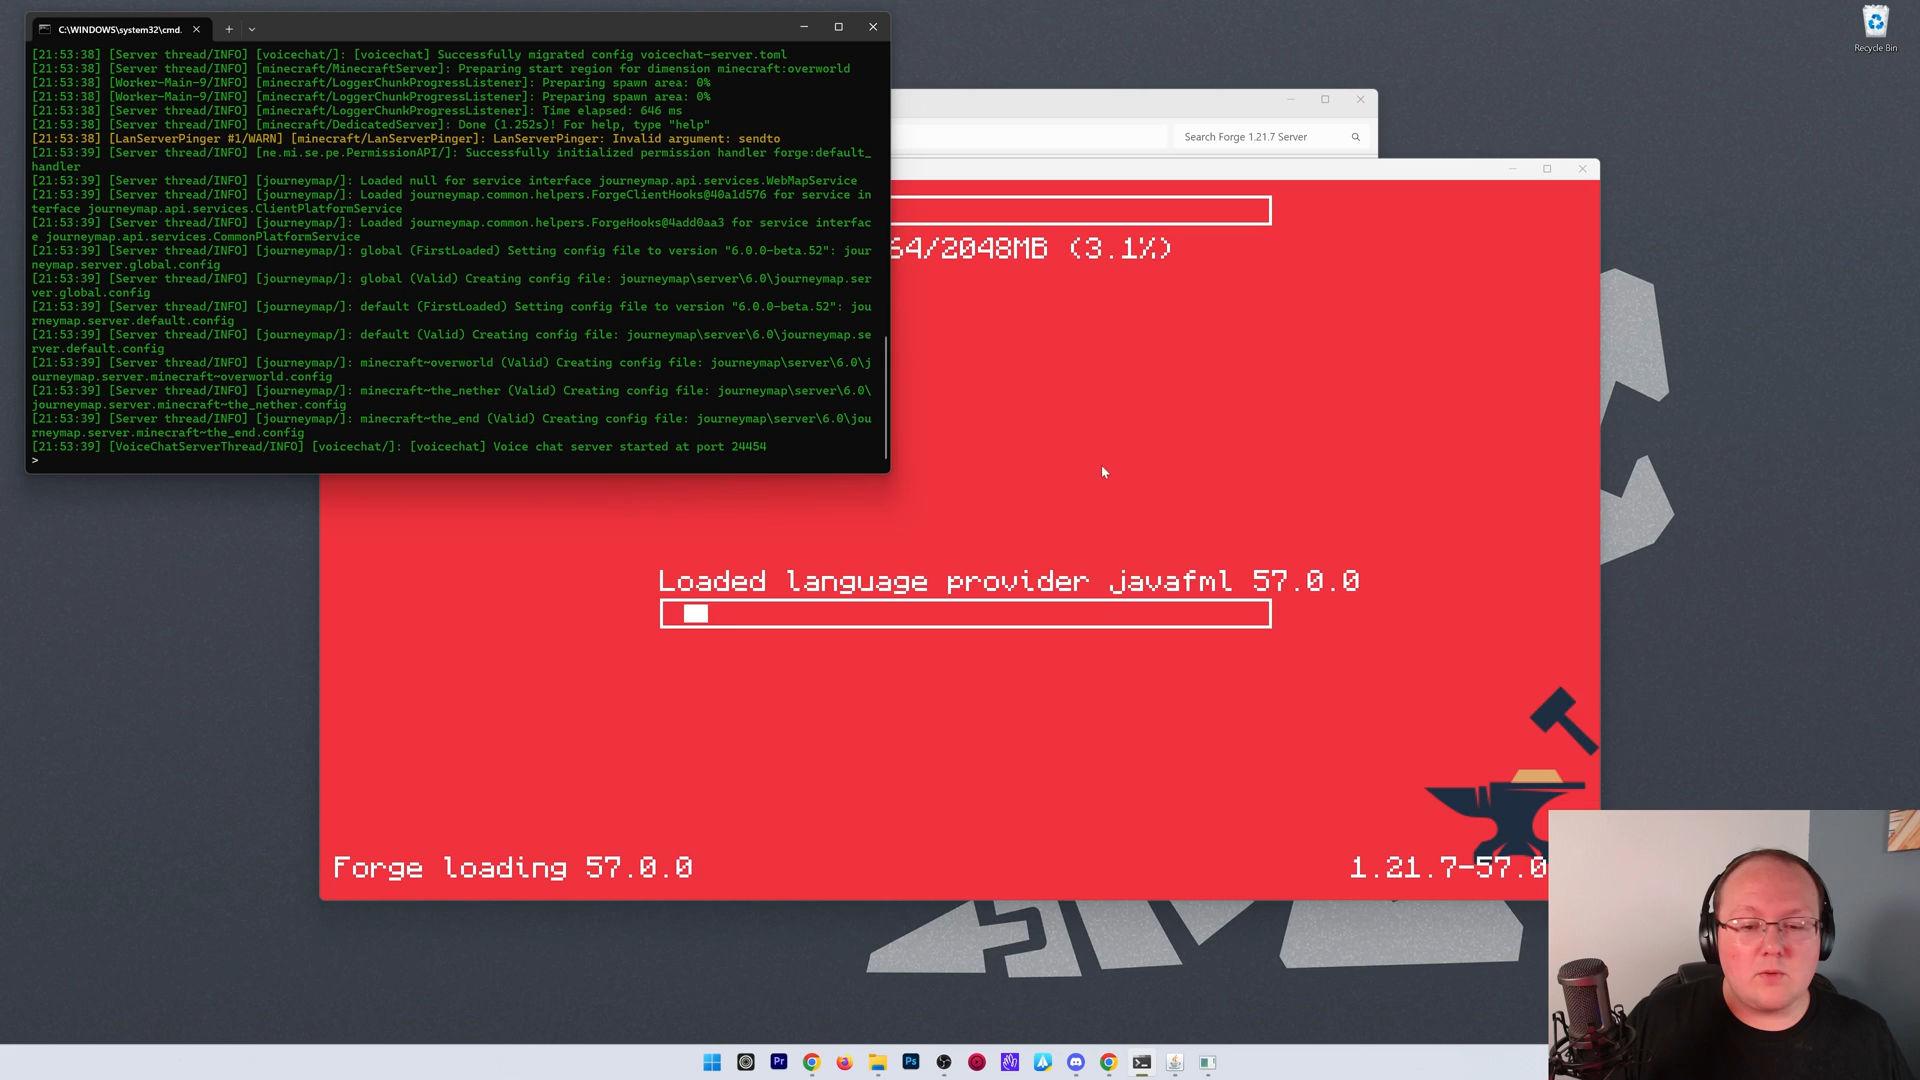 C:\WINDOWS\system32\cmd.
[21:53:38] [Server thread/INFO] [voicechat/]: [voicechat] Successfully migrated config voicechat-server.toml
[21:53:38] [Server thread/INFO] [minecraft/MinecraftServer]: Preparing start region for dimension minecraft:overworld
[21:53:38] [Worker-Main-9/INFO] [minecraft/LoggerChunkProgressListener]: Preparing spawn area: 0%
[21:53:38] [Worker-Main-9/INFO] [minecraft/LoggerChunkProgressListener]: Preparing spawn area: 0%
[21:53:38] [Server thread/INFO] [minecraft/LoggerChunkProgressListener]: Time elapsed: 646 ms
[21:53:38] [Server thread/INFO] [minecraft/DedicatedServer]: Done (1.252s)! For help, type "help"
[21:53:38] [LanServerPinger #1/WARN] [minecraft/LanServerPinger]: LanServerPinger: Invalid argument: sendto
[21:53:39] [Server thread/INFO] [ne.mi.se.pe.PermissionAPI/]: Successfully initialized permission handler forge:default_
handler
[21:53:39] [Server thread/INFO] [journeymap/]: Loaded null for service interface journeymap.api.services.WebMapService
[21:53:39] [Server thread/INFO] [journeymap/]: Loaded journeymap.common.helpers.ForgeClientHooks@40a1d576 for service in
terface journeymap.api.services.ClientPlatformService
[21:53:39] [Server thread/INFO] [journeymap/]: Loaded journeymap.common.helpers.ForgeHooks@4add0aa3 for service interfac
e journeymap.api.services.CommonPlatformService
[21:53:39] [Server thread/INFO] [journeymap/]: global (FirstLoaded) Setting config file to version "6.0.0-beta.52": jour
neymap.server.global.config
[21:53:39] [Server thread/INFO] [journeymap/]: global (Valid) Creating config file: journeymap\server\6.0\journeymap.ser
ver.global.config
[21:53:39] [Server thread/INFO] [journeymap/]: default (FirstLoaded) Setting config file to version "6.0.0-beta.52": jou
rneymap.server.default.config
[21:53:39] [Server thread/INFO] [journeymap/]: default (Valid) Creating config file: journeymap\server\6.0\journeymap.se
rver.default.config
[21:53:39] [Server thread/INFO] [journeymap/]: minecraft~overworld (Valid) Creating config file: journeymap\server\6.0\j
ourneymap.server.minecraft~overworld.config
[21:53:39] [Server thread/INFO] [journeymap/]: minecraft~the_nether (Valid) Creating config file: journeymap\server\6.0\
journeymap.server.minecraft~the_nether.config
[21:53:39] [Server thread/INFO] [journeymap/]: minecraft~the_end (Valid) Creating config file: journeymap\server\6.0\jou
rneymap.server.minecraft~the_end.config
[21:53:39] [VoiceChatServerThread/INFO] [voicechat/]: [voicechat] Voice chat server started at port 24454
>
Recycle Bin
Search Forge 1.21.7 Server
64/2048MB (3.1%)
Loaded language provider javafml 57.0.0
Forge loading 57.0.0
1.21.7-57.0
Pr
Ps